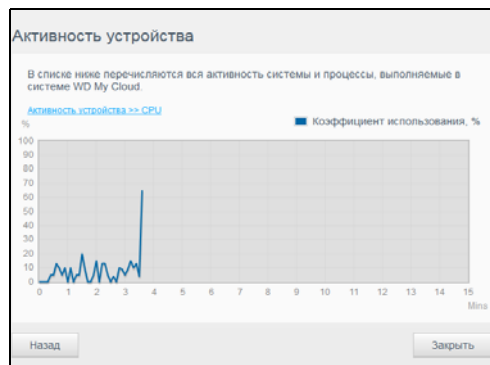 Активность устройства
В списке ниже перечисляются вся активность системы и процессы, выполняемые в
системе WD My Cloud.
Активность устройства >> CPU
%
Коэффициент использования, %
100
90
80
70
60
50
40
30
20
10
0
0 1 2 3 4 5 6 7 8 9 10 11 12 13 14 15
Mins
Назад
Закрыть